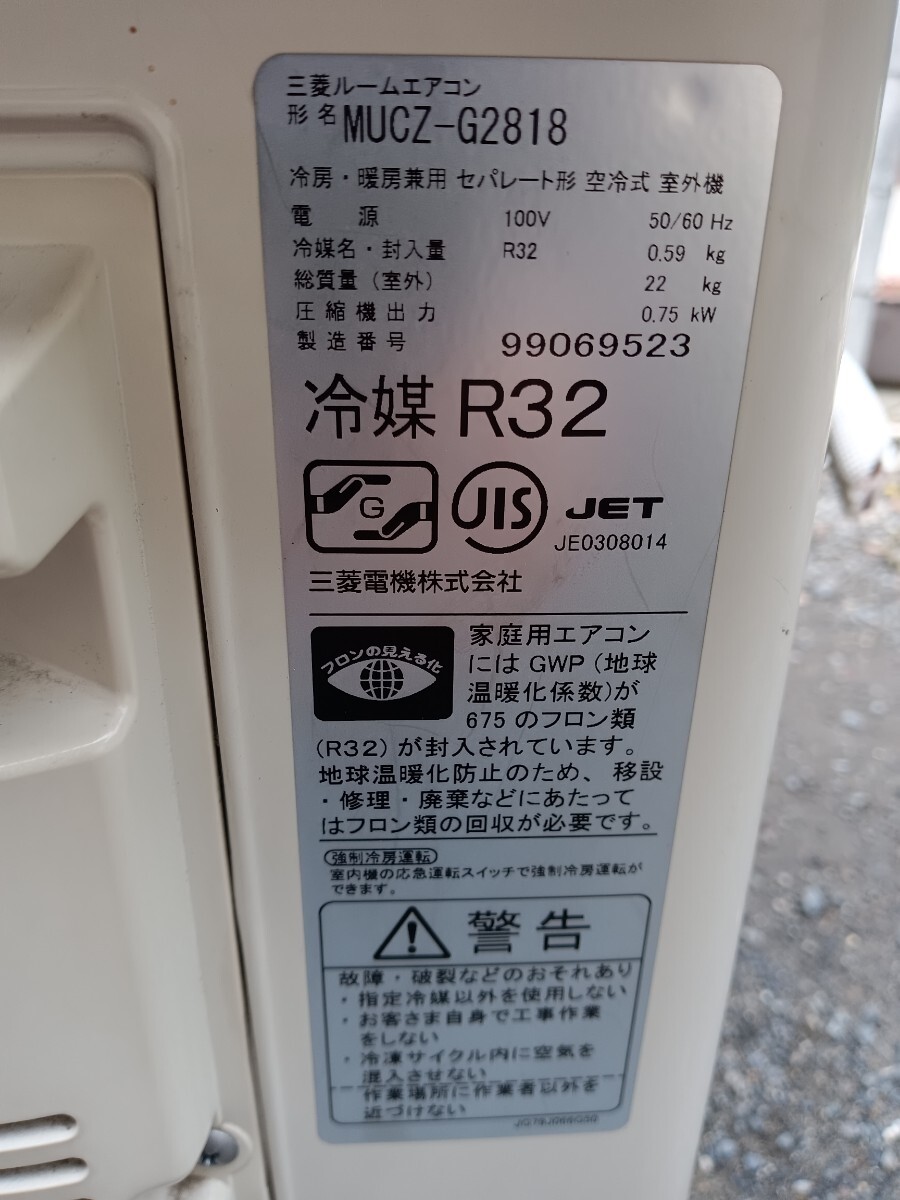 三菱ルームエアコン
形名 MUCZ-G2818
冷房・暖房兼用 セパレート形 空冷式 室外機
電源 100V 50/60 Hz
冷媒名・封入量 R32 0.59 kg
総質量(室外) 22 kg
圧縮機出力 0.75 kW
製造番号 99069523
冷媒 R32
G JIS JET
JE0308014
三菱電機株式会社
フロンの見える化
家庭用エアコン
には GWP (地球
温暖化係数)が
675 のフロン類
(R32) が封入されています。
地球温暖化防止のため、移設
・修理・廃棄などにあたって
はフロン類の回収が必要です。
強制冷房運転
室内機の応急運転スイッチで強制冷房運転が
できます。
警告
故障・破裂などのおそれあり
・指定冷媒以外を使用しない
・お客さま自身で工事作業
をしない
・冷凍サイクル内に空気を
混入させない
作業場所に作業者以外を
近づけない